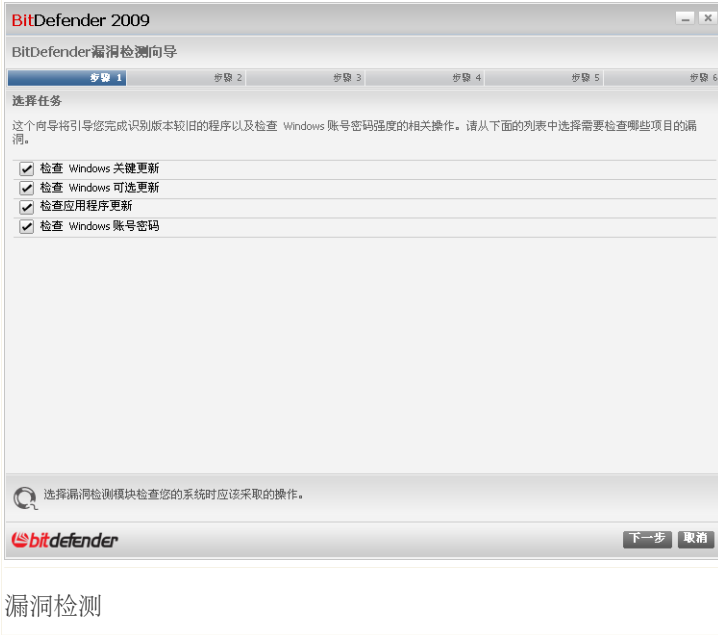 BitDefender 2009
BitDefender漏洞检测向导
步骤 1 步骤 2 步骤 3 步骤 4 步骤 5 步骤 6
选择任务
这个向导将引导您完成识别版本较旧的程序以及检查 Windows 账号密码强度的相关操作。请从下面的列表中选择需要检查哪些项目的漏
洞。
检查 Windows 关键更新
检查 Windows 可选更新
检查应用程序更新
检查 Windows 账号密码
选择漏洞检测模块检查您的系统时应该采取的操作。
bitdefender
下一步 取消
漏洞检测